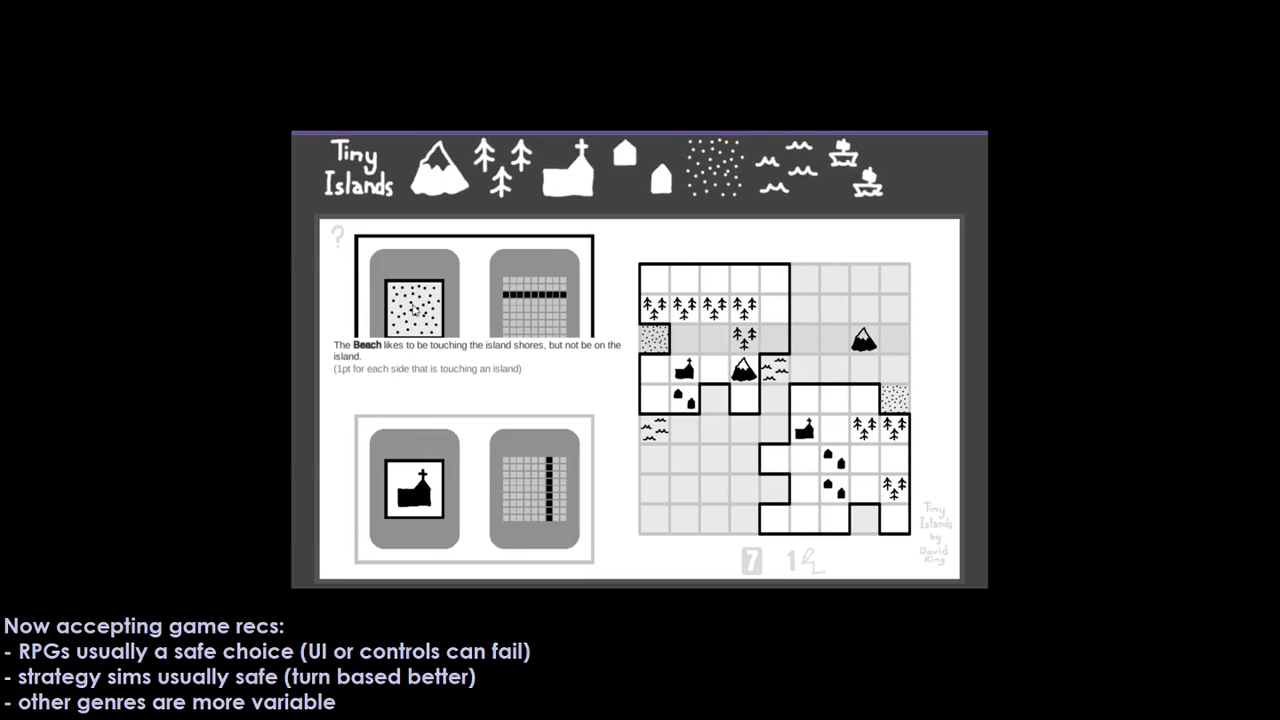 Tiny
Islands
?
The Beach likes to be touching the island shores, but not be on the
island.
(1pt for each side that is touching an island)
7 1
Tiny
Islands
by
David
King
Now accepting game recs:
- RPGs usually a safe choice (UI or controls can fail)
- strategy sims usually safe (turn based better)
- other genres are more variable